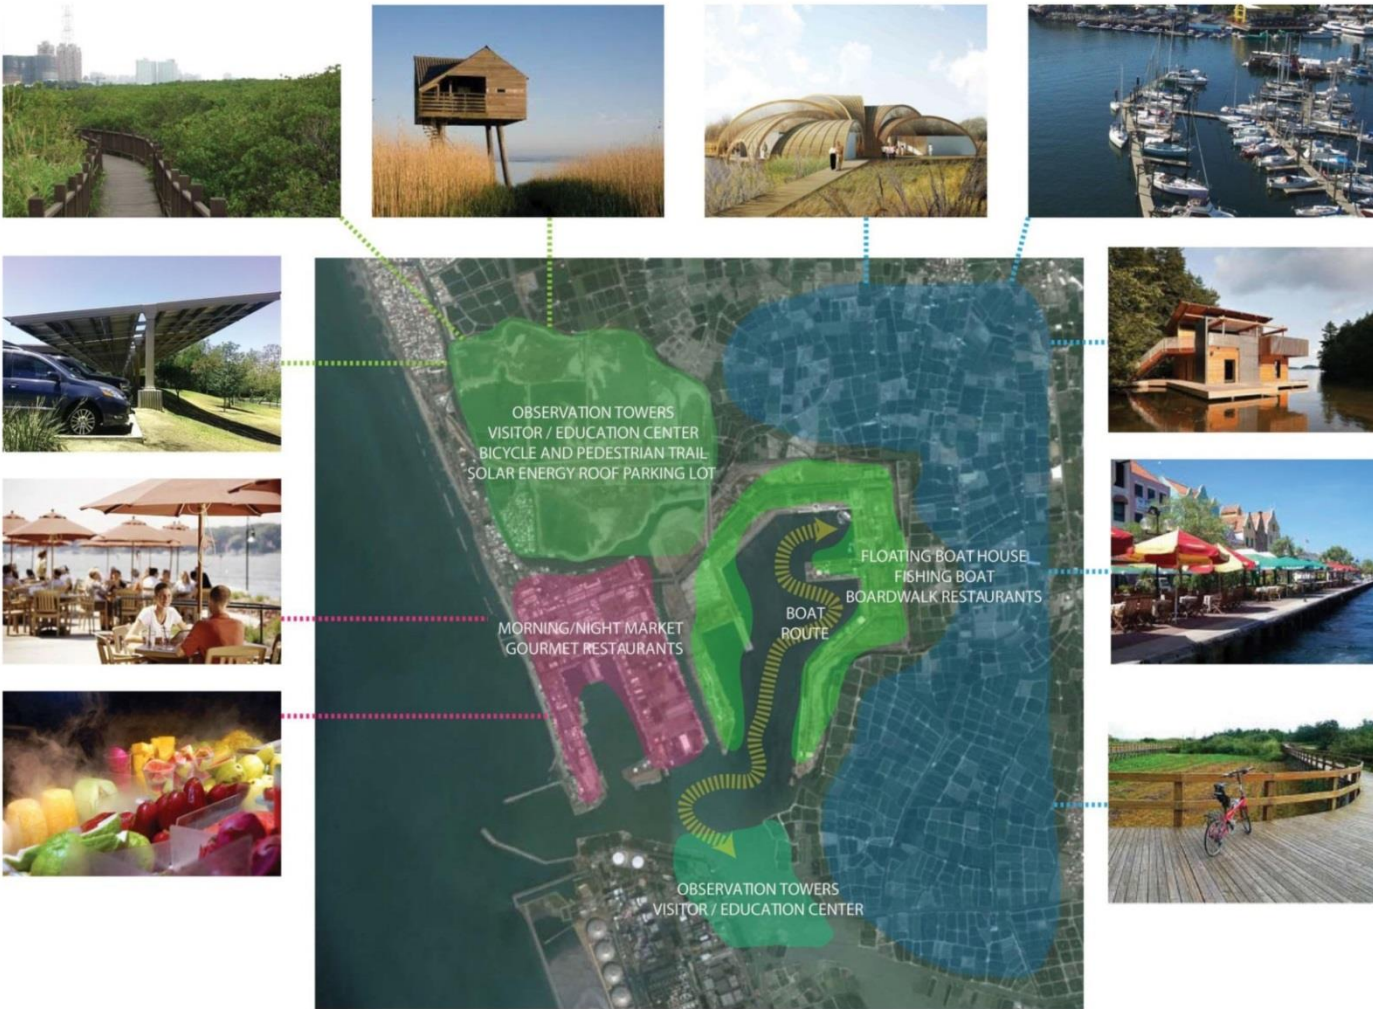 OBSERVATION TOWERS
VISITOR / EDUCATION CENTER
BICYCLE AND PEDESTRIAN TRAIL
SOLAR ENERGY ROOF PARKING LOT
MORNING/NIGHT MARKET
GOURMET RESTAURANTS
BOAT
ROUTE
FLOATING BOAT HOUSE
FISHING BOAT
BOARDWALK RESTAURANTS
OBSERVATION TOWERS
VISITOR / EDUCATION CENTER